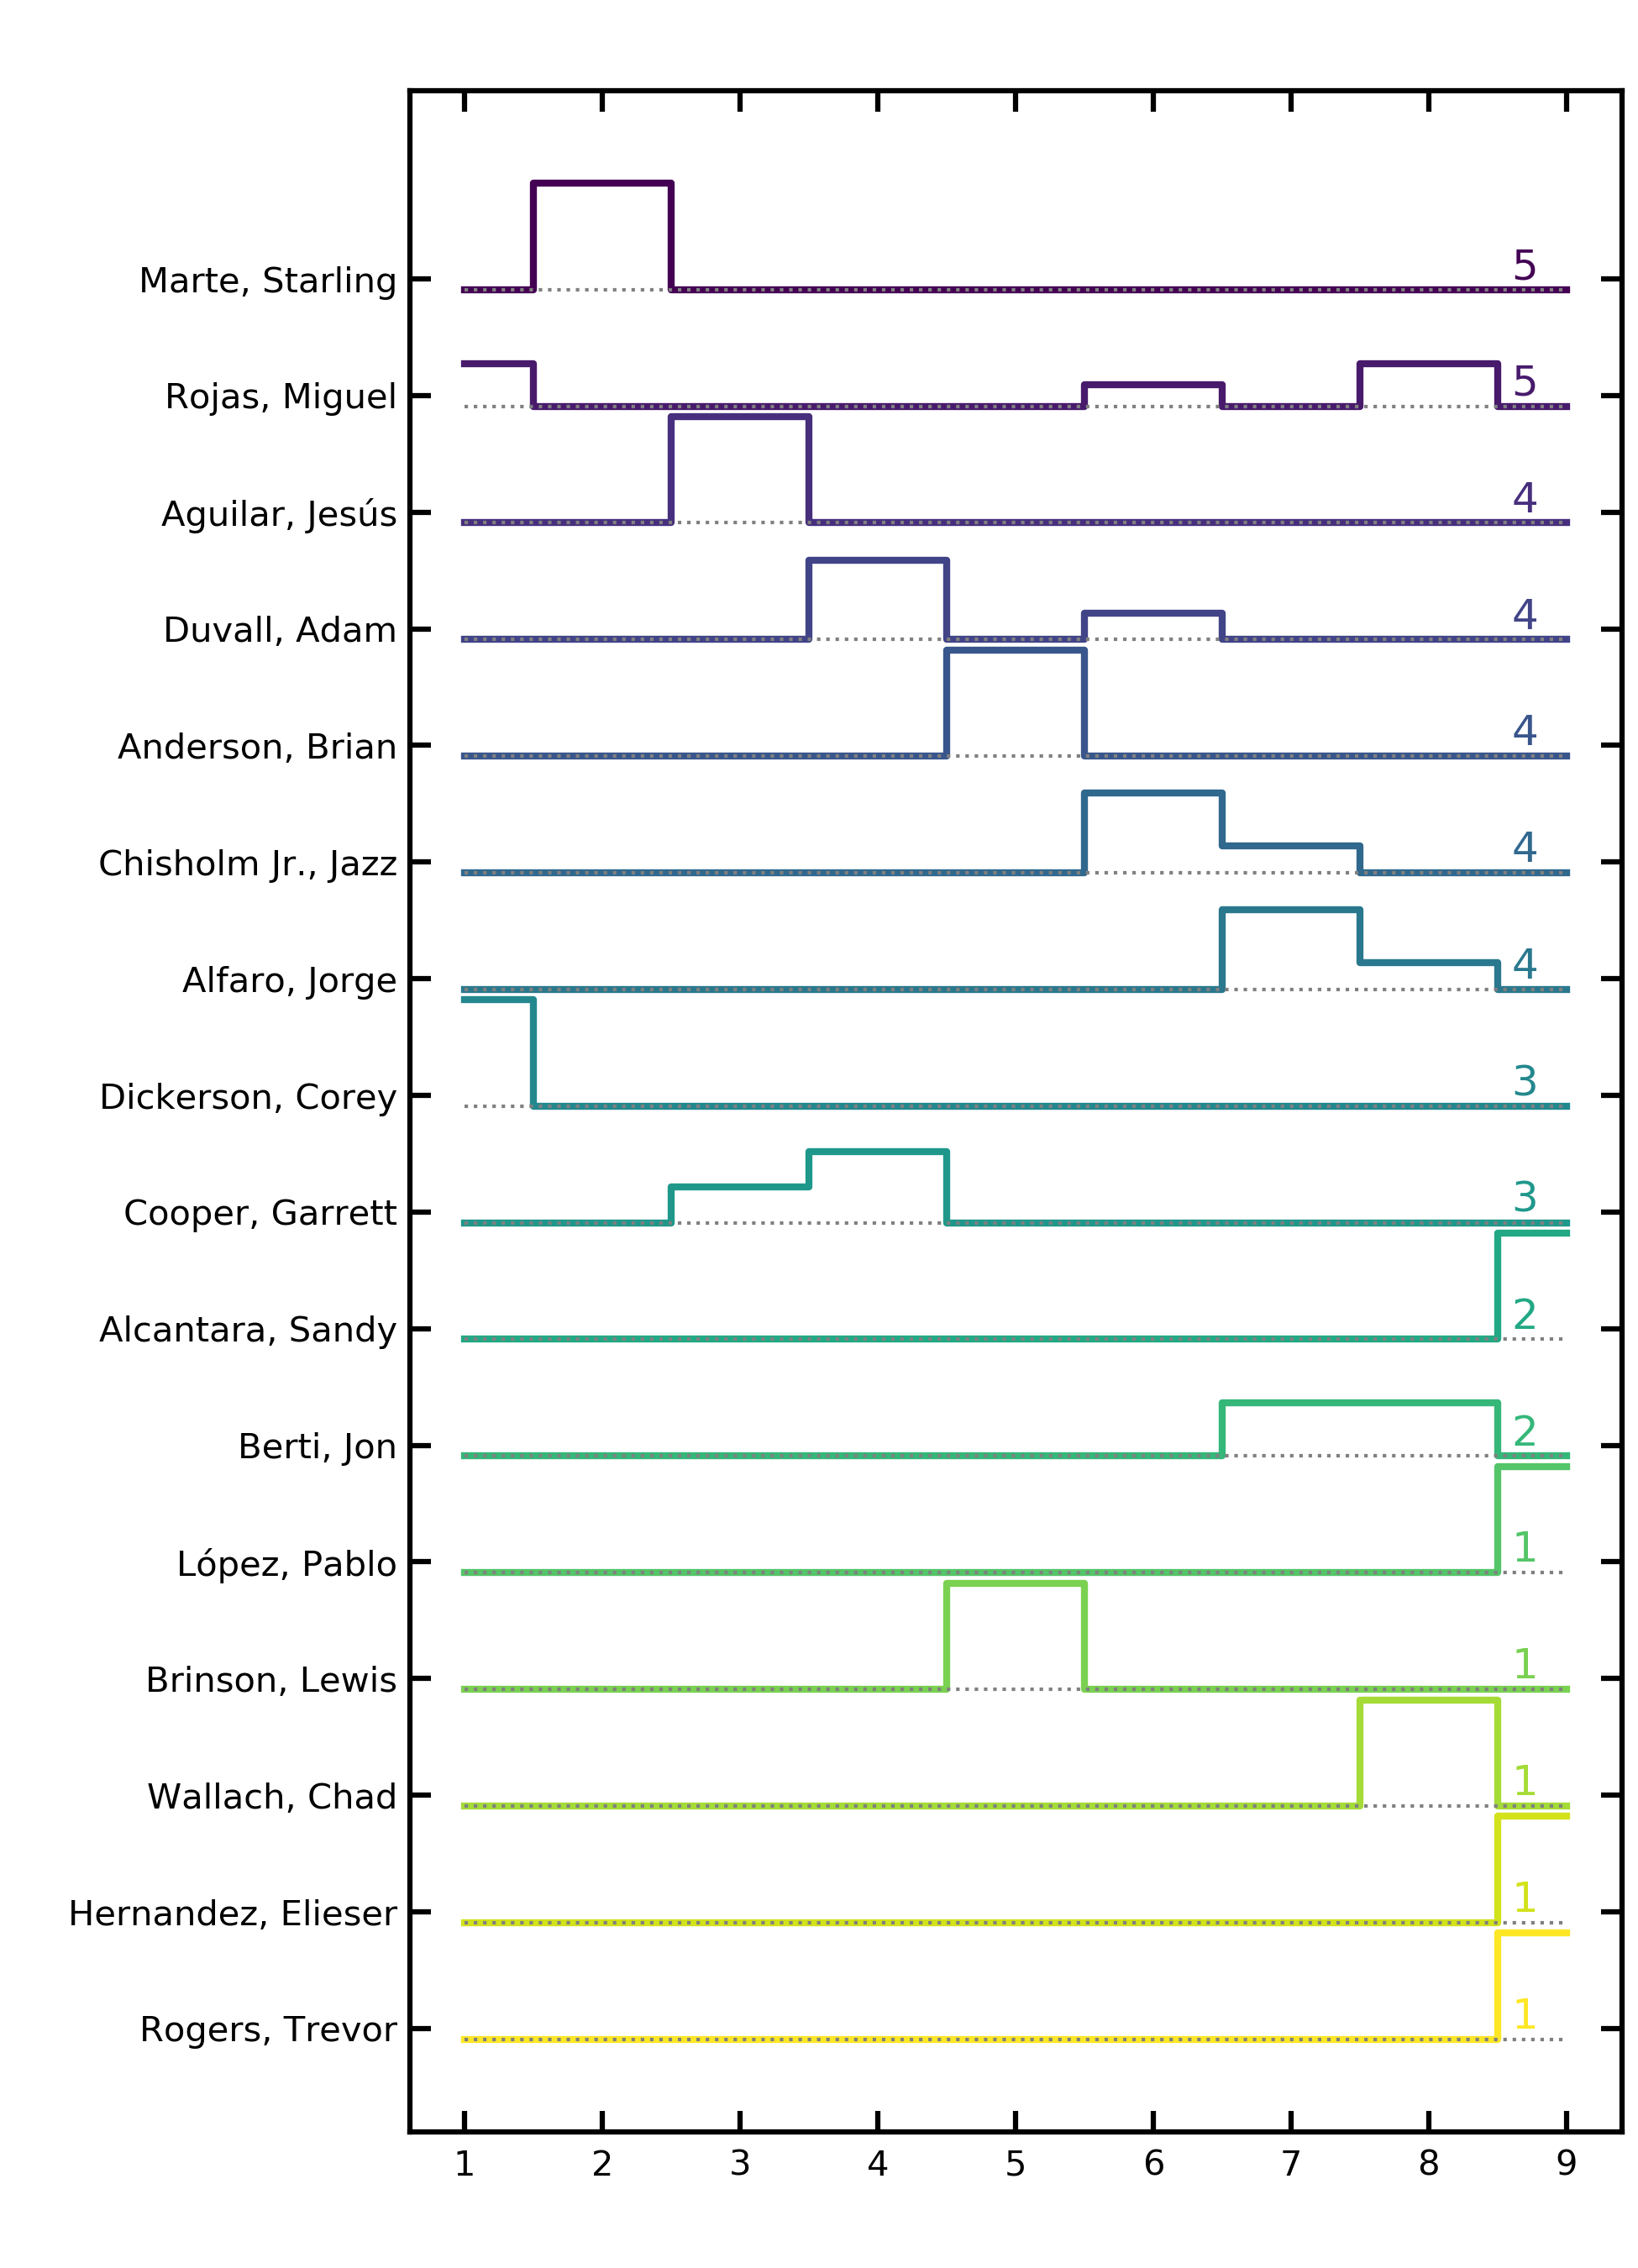 Marte, Starling 5
Rojas, Miguel 5
Aguilar, Jesús 4
Duvall, Adam 4
Anderson, Brian 4
Chisholm Jr., Jazz 4
Alfaro, Jorge 4
Dickerson, Corey 3
Cooper, Garrett 3
Alcantara, Sandy 2
Berti, Jon 2
López, Pablo 1
Brinson, Lewis 1
Wallach, Chad 1
Hernandez, Elieser 1
Rogers, Trevor 1
1 2 3 4 5 6 7 8 9